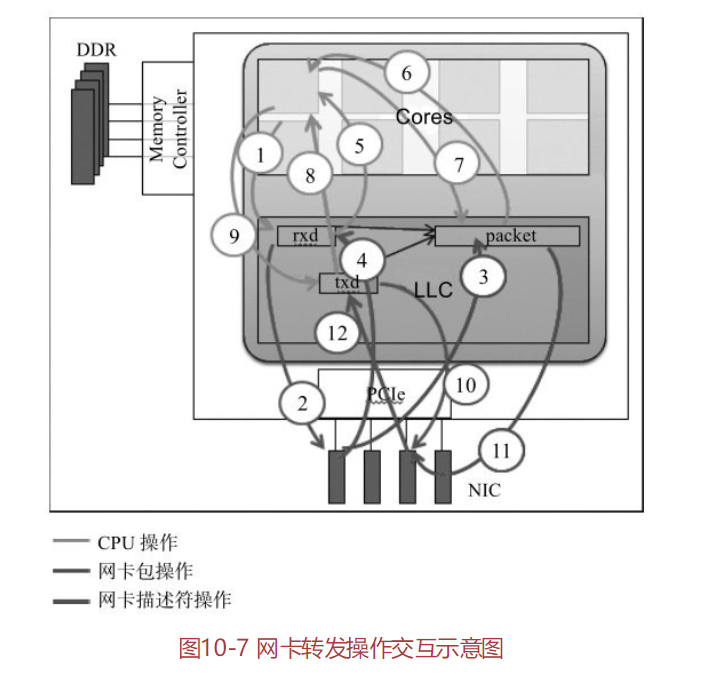 DDR
Memory
Controller
6
Cores
1
5
7
8
9
rxd
packet
4
3
txd
LLC
12
2
PCIe
10
11
NIC
CPU 操作
网卡包操作
网卡描述符操作
图10-7 网卡转发操作交互示意图